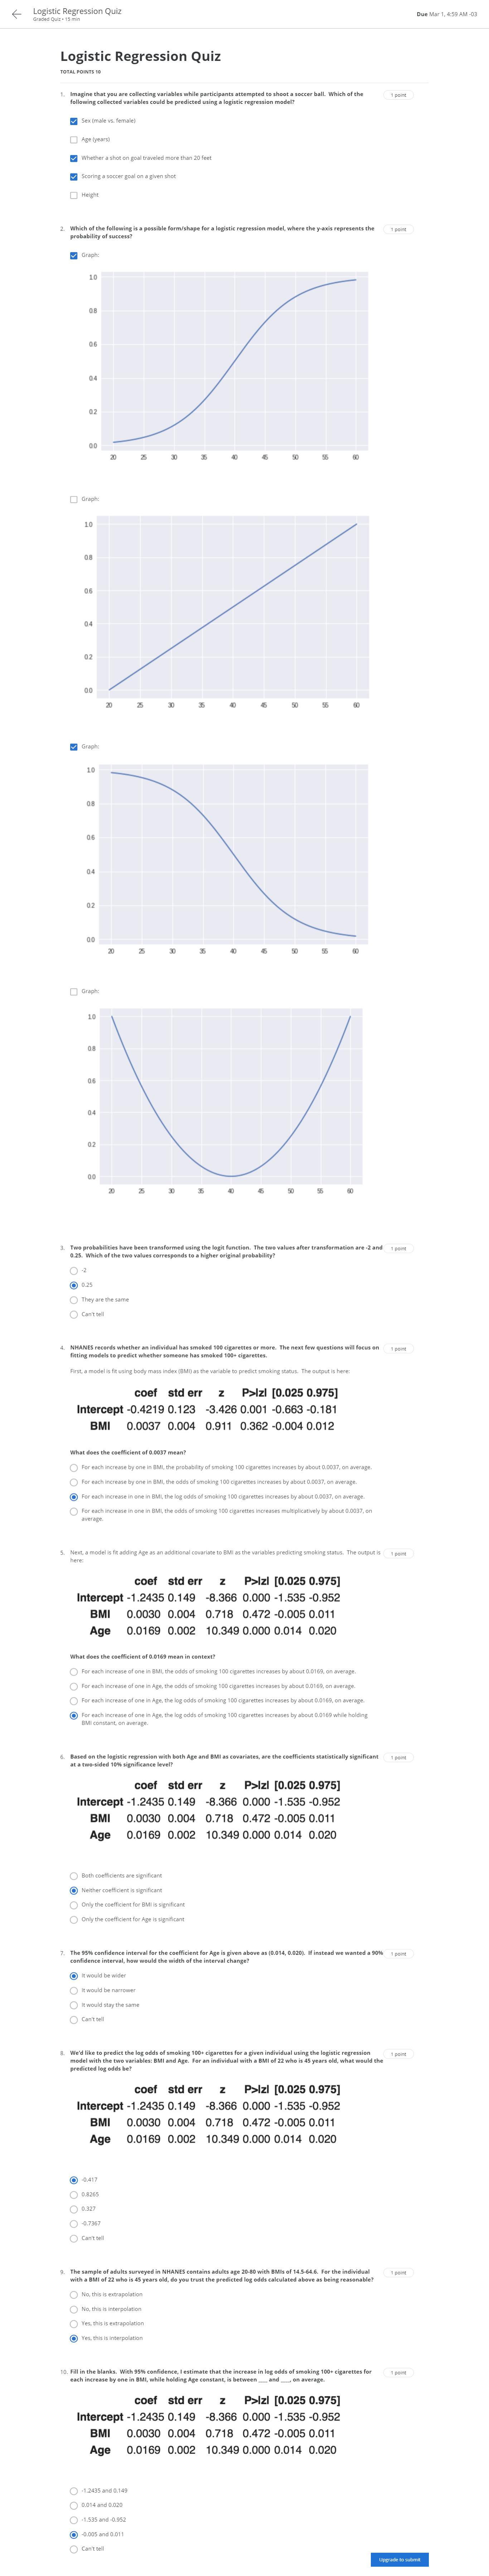 Logistic Regression Quiz
Graded Quiz • 15 min
Due Mar 1, 4:59 AM -03
Logistic Regression Quiz
TOTAL POINTS 10
1. Imagine that you are collecting variables while participants attempted to shoot a soccer ball. Which of the
following collected variables could be predicted using a logistic regression model?
1 point
Sex (male vs. female)
Age (years)
Whether a shot on goal traveled more than 20 feet
Scoring a soccer goal on a given shot
Height
2. Which of the following is a possible form/shape for a logistic regression model, where the y-axis represents the
probability of success?
1 point
Graph:
1.0
0.8
0.6
0.4
0.2
0.0
20 25 30 35 40 45 50 55 60
Graph:
1.0
0.8
0.6
0.4
0.2
0.0
20 25 30 35 40 45 50 55 60
Graph:
1.0
0.8
0.6
0.4
0.2
0.0
20 25 30 35 40 45 50 55 60
Graph:
1.0
0.8
0.6
0.4
0.2
0.0
20 25 30 35 40 45 50 55 60
3. Two probabilities have been transformed using the logit function. The two values after transformation are -2 and
0.25. Which of the two values corresponds to a higher original probability?
1 point
-2
0.25
They are the same
Can't tell
4. NHANES records whether an individual has smoked 100 cigarettes or more. The next few questions will focus on
fitting models to predict whether someone has smoked 100+ cigarettes.
1 point
First, a model is fit using body mass index (BMI) as the variable to predict smoking status. The output is here:
coef std err z P>|z| [0.025 0.975]
Intercept -0.4219 0.123 -3.426 0.001 -0.663 -0.181
BMI 0.0037 0.004 0.911 0.362 -0.004 0.012
What does the coefficient of 0.0037 mean?
For each increase by one in BMI, the probability of smoking 100 cigarettes increases by about 0.0037, on average.
For each increase by one in BMI, the odds of smoking 100 cigarettes increases by about 0.0037, on average.
For each increase in one in BMI, the log odds of smoking 100 cigarettes increases by about 0.0037, on average.
For each increase in one in BMI, the odds of smoking 100 cigarettes increases multiplicatively by about 0.0037, on
average.
5. Next, a model is fit adding Age as an additional covariate to BMI as the variables predicting smoking status. The output is
here:
1 point
coef std err z P>|z| [0.025 0.975]
Intercept -1.2435 0.149 -8.366 0.000 -1.535 -0.952
BMI 0.0030 0.004 0.718 0.472 -0.005 0.011
Age 0.0169 0.002 10.349 0.000 0.014 0.020
What does the coefficient of 0.0169 mean in context?
For each increase of one in BMI, the odds of smoking 100 cigarettes increases by about 0.0169, on average.
For each increase of one in Age, the odds of smoking 100 cigarettes increases by about 0.0169, on average.
For each increase of one in Age, the log odds of smoking 100 cigarettes increases by about 0.0169, on average.
For each increase of one in Age, the log odds of smoking 100 cigarettes increases by about 0.0169 while holding
BMI constant, on average.
6. Based on the logistic regression with both Age and BMI as covariates, are the coefficients statistically significant
at a two-sided 10% significance level?
1 point
coef std err z P>|z| [0.025 0.975]
Intercept -1.2435 0.149 -8.366 0.000 -1.535 -0.952
BMI 0.0030 0.004 0.718 0.472 -0.005 0.011
Age 0.0169 0.002 10.349 0.000 0.014 0.020
Both coefficients are significant
Neither coefficient is significant
Only the coefficient for BMI is significant
Only the coefficient for Age is significant
7. The 95% confidence interval for the coefficient for Age is given above as (0.014, 0.020). If instead we wanted a 90%
confidence interval, how would the width of the interval change?
1 point
It would be wider
It would be narrower
It would stay the same
Can't tell
8. We'd like to predict the log odds of smoking 100+ cigarettes for a given individual using the logistic regression
model with the two variables: BMI and Age. For an individual with a BMI of 22 who is 45 years old, what would the
predicted log odds be?
1 point
coef std err z P>|z| [0.025 0.975]
Intercept -1.2435 0.149 -8.366 0.000 -1.535 -0.952
BMI 0.0030 0.004 0.718 0.472 -0.005 0.011
Age 0.0169 0.002 10.349 0.000 0.014 0.020
-0.417
0.8265
0.327
-0.7367
Can't tell
9. The sample of adults surveyed in NHANES contains adults age 20-80 with BMIs of 14.5-64.6. For the individual
with a BMI of 22 who is 45 years old, do you trust the predicted log odds calculated above as being reasonable?
1 point
No, this is extrapolation
No, this is interpolation
Yes, this is extrapolation
Yes, this is interpolation
10. Fill in the blanks. With 95% confidence, I estimate that the increase in log odds of smoking 100+ cigarettes for
each increase by one in BMI, while holding Age constant, is between ___ and ___, on average.
1 point
coef std err z P>|z| [0.025 0.975]
Intercept -1.2435 0.149 -8.366 0.000 -1.535 -0.952
BMI 0.0030 0.004 0.718 0.472 -0.005 0.011
Age 0.0169 0.002 10.349 0.000 0.014 0.020
-1.2435 and 0.149
0.014 and 0.020
-1.535 and -0.952
-0.005 and 0.011
Can't tell
Upgrade to submit